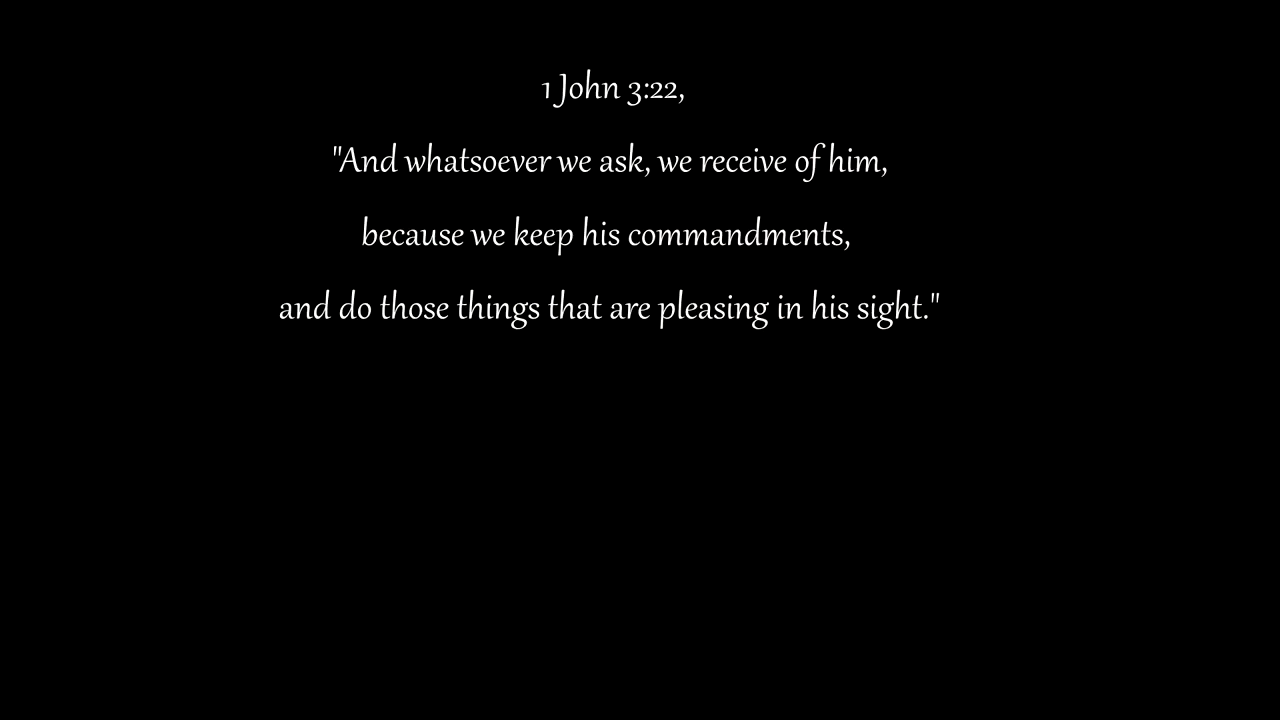 1 John 3:22,
"And whatsoever we ask, we receive of him,
because we keep his commandments,
and do those things that are pleasing in his sight."